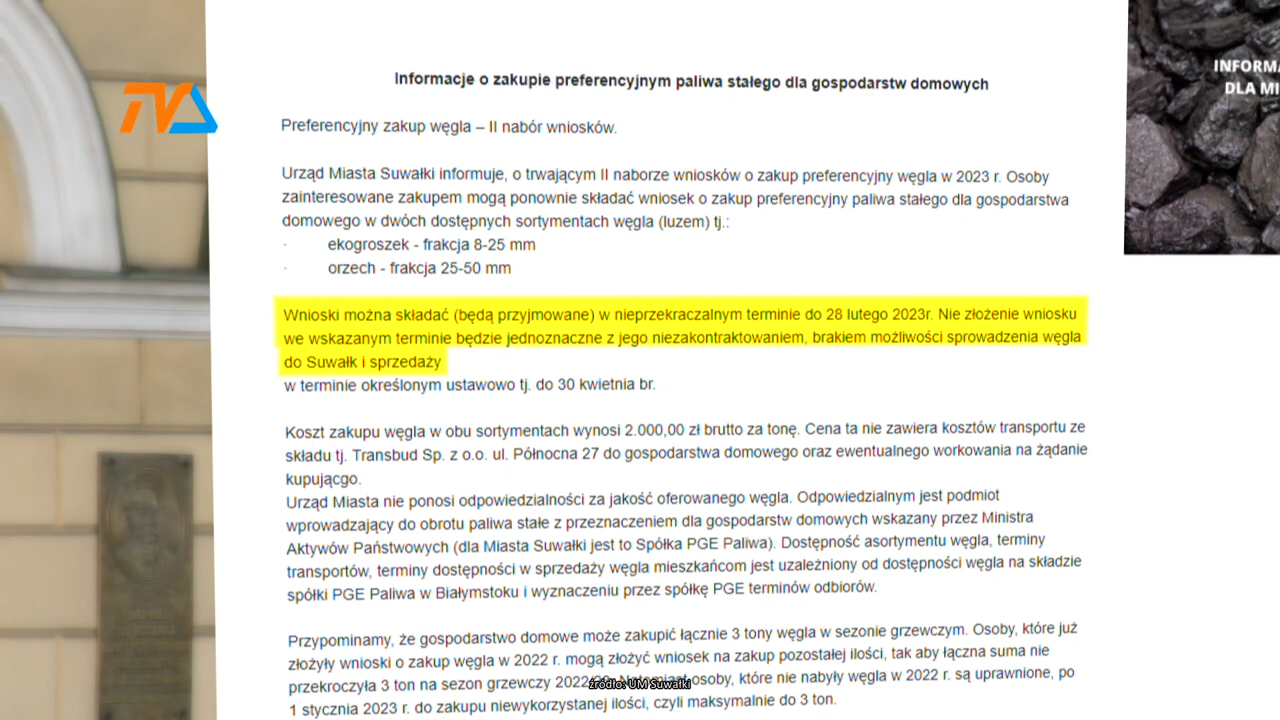 TVS
Informacje o zakupie preferencyjnym paliwa stałego dla gospodarstw domowych
INFORMA
DLA MI
Preferencyjny zakup węgla – II nabór wniosków.
Urząd Miasta Suwałki informuje, o trwającym II naborze wniosków o zakup preferencyjny węgla w 2023 r. Osoby
zainteresowane zakupem mogą ponownie składać wniosek o zakup preferencyjny paliwa stałego dla gospodarstwa
domowego w dwóch dostępnych sortymentach węgla (luzem) tj.:
· ekogroszek - frakcja 8-25 mm
· orzech - frakcja 25-50 mm
Wnioski można składać (będą przyjmowane) w nieprzekraczalnym terminie do 28 lutego 2023r. Nie złożenie wniosku
we wskazanym terminie będzie jednoznaczne z jego niezakontraktowaniem, brakiem możliwości sprowadzenia węgla
do Suwałk i sprzedaży
w terminie określonym ustawowo tj. do 30 kwietnia br.
Koszt zakupu węgla w obu sortymentach wynosi 2.000,00 zł brutto za tonę. Cena ta nie zawiera kosztów transportu ze
składu tj. Transbud Sp. z o.o. ul. Północna 27 do gospodarstwa domowego oraz ewentualnego workowania na żądanie
kupującgo.
Urząd Miasta nie ponosi odpowiedzialności za jakość oferowanego węgla. Odpowiedzialnym jest podmiot
wprowadzający do obrotu paliwa stałe z przeznaczeniem dla gospodarstw domowych wskazany przez Ministra
Aktywów Państwowych (dla Miasta Suwałki jest to Spółka PGE Paliwa). Dostępność asortymentu węgla, terminy
transportów, terminy dostępności w sprzedaży węgla mieszkańcom jest uzależniony od dostępności węgla na składzie
spółki PGE Paliwa w Białymstoku i wyznaczeniu przez spółkę PGE terminów odbiorów.
Przypominamy, że gospodarstwo domowe może zakupić łącznie 3 tony węgla w sezonie grzewczym. Osoby, które już
złożyły wnioski o zakup węgla w 2022 r. mogą złożyć wniosek na zakup pozostałej ilości, tak aby łączna suma nie
przekroczyła 3 ton na sezon grzewczy osoby, które nie nabyły węgla w 2022 r. są uprawnione, po
źródło: UM Suwałki
1 stycznia 2023 r. do zakupu niewykorzystanej ilości, czyli maksymalnie do 3 ton.